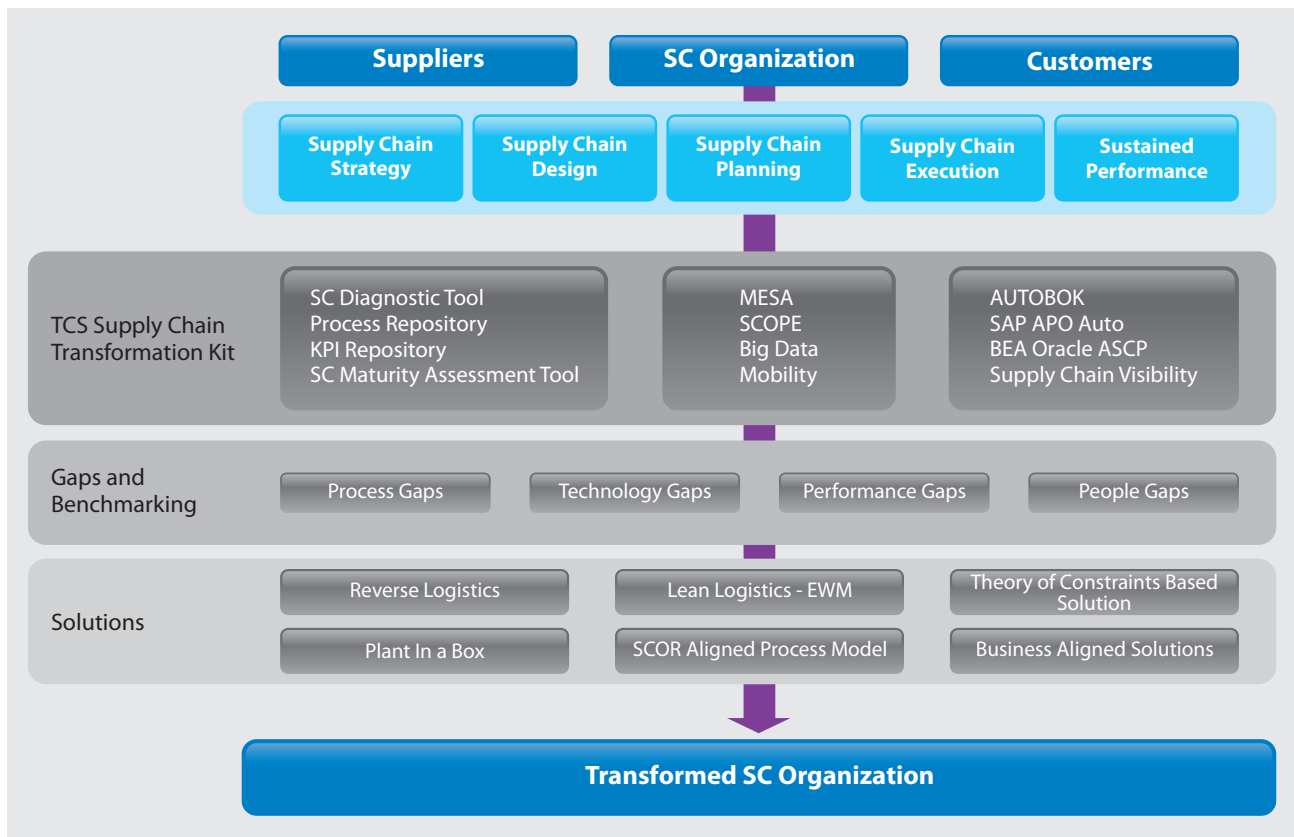 Suppliers
SC Organization
Customers
Supply Chain
Strategy
Supply Chain
Design
Supply Chain
Planning
Supply Chain
Execution
Sustained
Performance
TCS Supply Chain
Transformation Kit
SC Diagnostic Tool
Process Repository
KPI Repository
SC Maturity Assessment Tool
MESA
SCOPE
Big Data
Mobility
AUTOBOK
SAP APO Auto
BEA Oracle ASCP
Supply Chain Visibility
Gaps and
Benchmarking
Process Gaps
Technology Gaps
Performance Gaps
People Gaps
Solutions
Reverse Logistics
Lean Logistics - EWM
Theory of Constraints Based
Solution
Plant In a Box
SCOR Aligned Process Model
Business Aligned Solutions
Transformed SC Organization